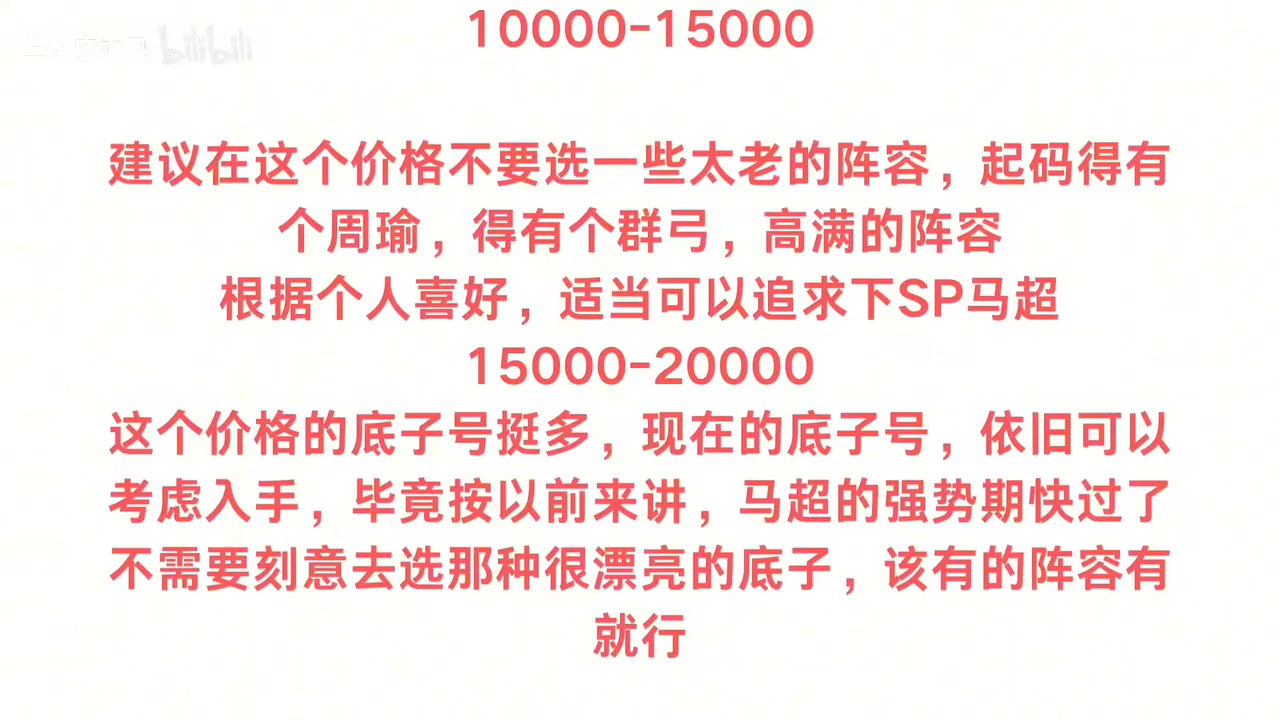 bilibili
10000-15000
建议在这个价格不要选一些太老的阵容，起码得有
个周瑜，得有个群弓，高满的阵容
根据个人喜好，适当可以追求下SP马超
15000-20000
这个价格的底子号挺多，现在的底子号，依旧可以
考虑入手，毕竟按以前来讲，马超的强势期快过了
不需要刻意去选那种很漂亮的底子，该有的阵容有
就行